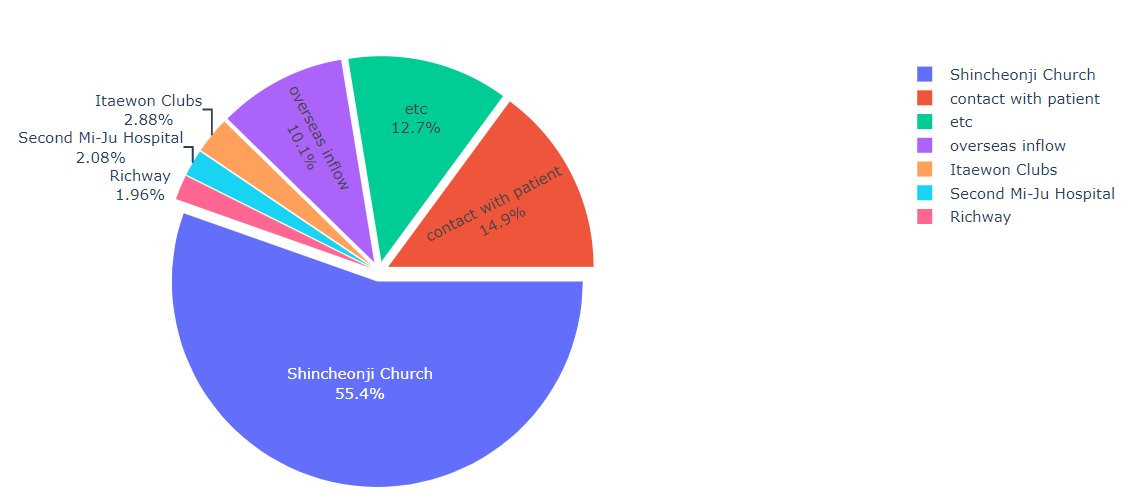 Itaewon Clubs
2.88%
Second Mi-Ju Hospital
2.08%
Richway
1.96%
overseas inflow
10.1%
etc
12.7%
contact with patient
14.9%
Shincheonji Church
55.4%
Shincheonji Church
contact with patient
etc
overseas inflow
Itaewon Clubs
Second Mi-Ju Hospital
Richway